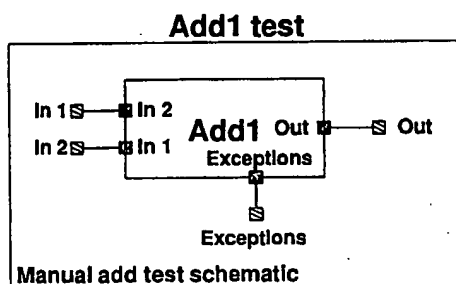 Add1 test
In 1 In 2
Add1 Out Out
In 2 In 1
Exceptions
Exceptions
Manual add test schematic